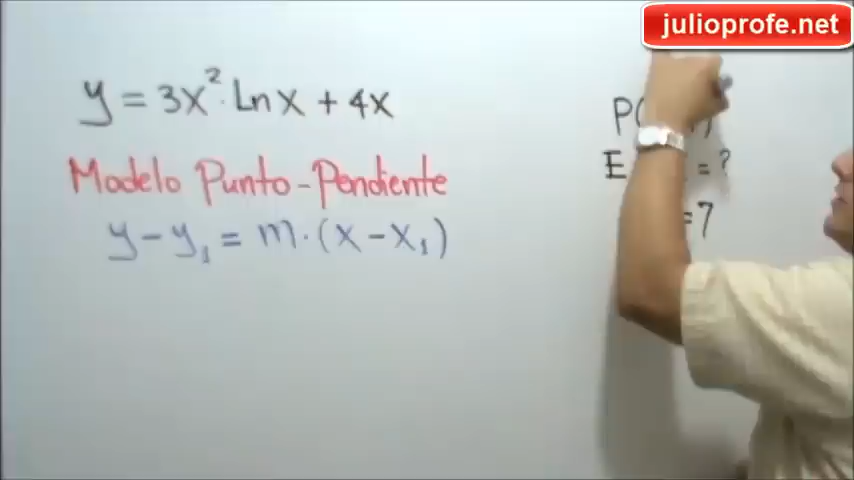 julioprofe.net
y = 3x²·Ln x + 4x
P(
Modelo Punto-Pendiente
E = ?
y - y₁ = m·(x - x₁)
=7